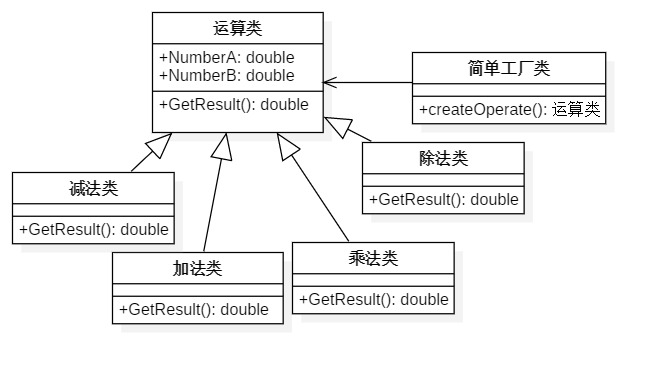 运算类
+NumberA: double
+NumberB: double
+GetResult(): double
简单工厂类
+createOperate(): 运算类
除法类
+GetResult(): double
减法类
+GetResult(): double
加法类
+GetResult(): double
乘法类
+GetResult(): double